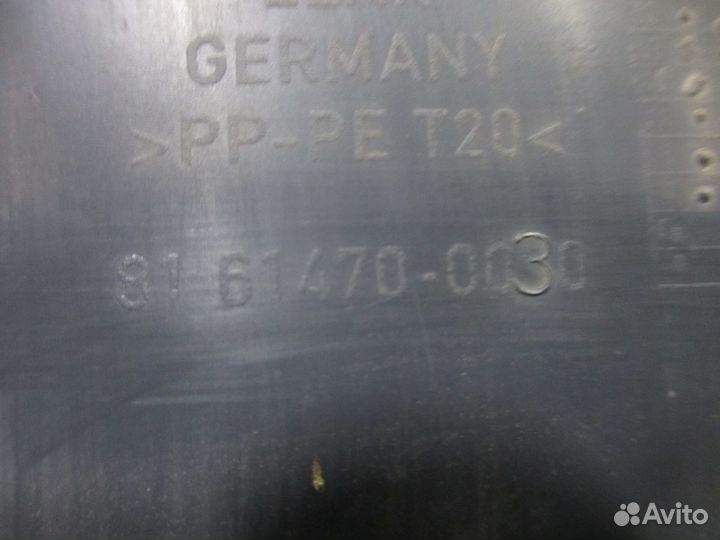 GERMANY
>PP-PE T20<
81 61470-0030
Avito